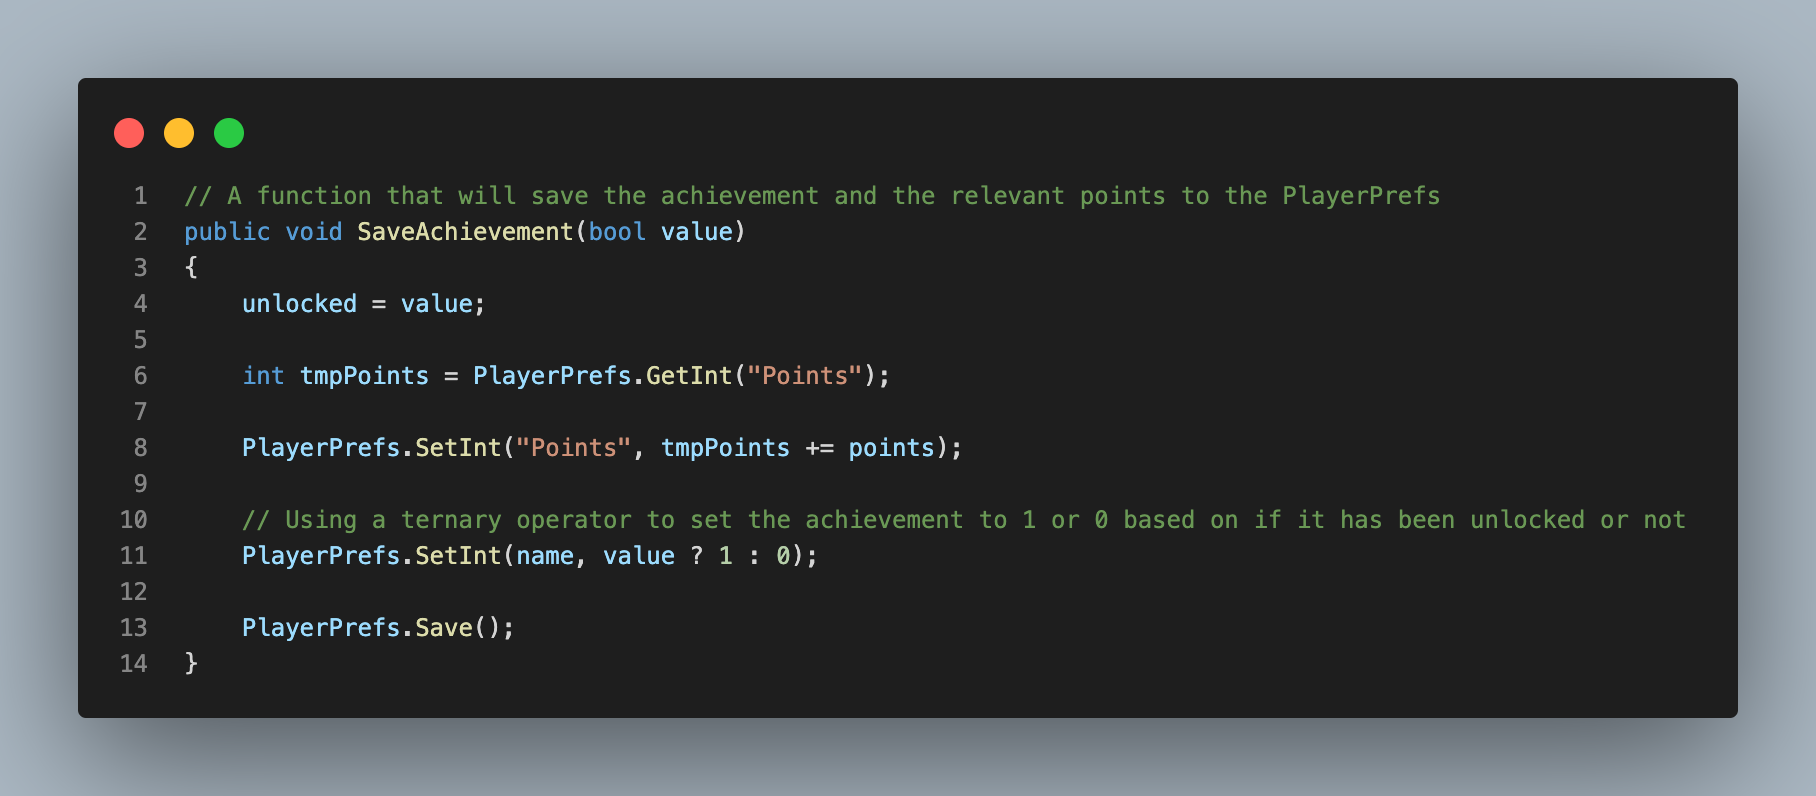 1 // A function that will save the achievement and the relevant points to the PlayerPrefs
2 public void SaveAchievement(bool value)
3 {
4     unlocked = value;
5
6     int tmpPoints = PlayerPrefs.GetInt("Points");
7
8     PlayerPrefs.SetInt("Points", tmpPoints += points);
9
10     // Using a ternary operator to set the achievement to 1 or 0 based on if it has been unlocked or not
11     PlayerPrefs.SetInt(name, value ? 1 : 0);
12
13     PlayerPrefs.Save();
14 }